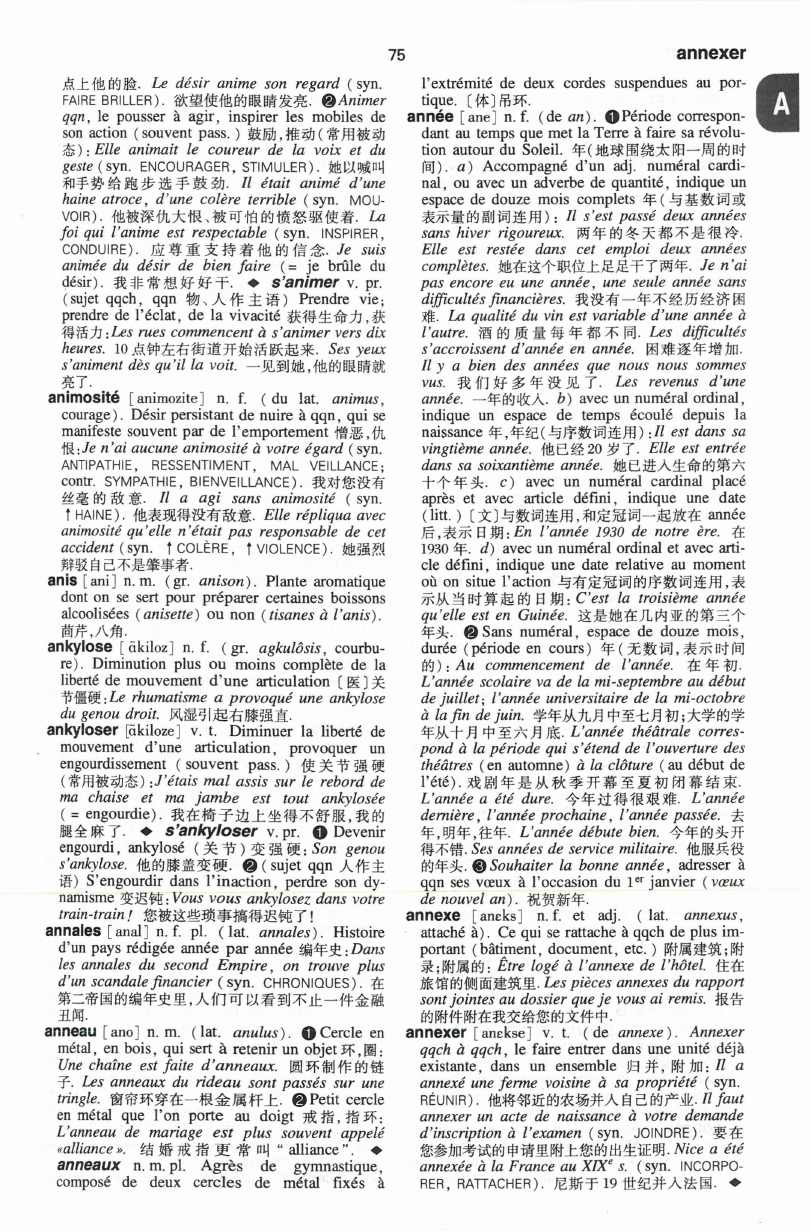 75
annexer
A
点上他的脸. Le désir anime son regard ( syn.
FAIRE BRILLER). 欲望使他的眼睛发亮. ❷Animer
qqn, le pousser à agir, inspirer les mobiles de
son action ( souvent pass. ) 鼓励,推动(常用被动
态): Elle animait le coureur de la voix et du
geste ( syn. ENCOURAGER, STIMULER). 她以喊叫
和手势给跑步选手鼓劲. Il était animé d'une
haine atroce, d'une colère terrible ( syn. MOU-
VOIR). 他被深仇大恨、被可怕的愤怒驱使着. La
foi qui l'anime est respectable ( syn. INSPIRER,
CONDUIRE). 应尊重支持着他的信念. Je suis
animée du désir de bien faire (= je brûle du
désir). 我非常想好好干. ◆ s'animer v. pr.
(sujet qqch, qqn 物、人作主语) Prendre vie;
prendre de l'éclat, de la vivacité 获得生命力,获
得活力:Les rues commencent à s'animer vers dix
heures. 10 点钟左右街道开始活跃起来. Ses yeux
s'animent dès qu'il la voit. 一见到她,他的眼睛就
亮了.
animosité [animozite] n. f. ( du lat. animus,
courage). Désir persistant de nuire à qqn, qui se
manifeste souvent par de l'emportement 憎恶,仇
恨:Je n'ai aucune animosité à votre égard ( syn.
ANTIPATHIE, RESSENTIMENT, MAL VEILLANCE;
contr. SYMPATHIE, BIENVEILLANCE). 我对您没有
丝毫的敌意. Il a agi sans animosité ( syn.
↑HAINE). 他表现得没有敌意. Elle répliqua avec
animosité qu'elle n'était pas responsable de cet
accident ( syn. ↑COLÈRE, ↑VIOLENCE). 她强烈
辩驳自己不是肇事者.
anis [ani] n. m. (gr. anison). Plante aromatique
dont on se sert pour préparer certaines boissons
alcoolisées (anisette) ou non (tisanes à l'anis).
茴芹,八角.
ankylose [ãkiloz] n. f. (gr. agkulôsis, courbu-
re). Diminution plus ou moins complète de la
liberté de mouvement d'une articulation [医]关
节僵硬:Le rhumatisme a provoqué une ankylose
du genou droit. 风湿引起右膝强直.
ankyloser [ãkiloze] v. t. Diminuer la liberté de
mouvement d'une articulation, provoquer un
engourdissement ( souvent pass. ) 使关节强硬
(常用被动态):J'étais mal assis sur le rebord de
ma chaise et ma jambe est tout ankylosée
( = engourdie). 我在椅子边上坐得不舒服,我的
腿全麻了. ◆ s'ankyloser v. pr. ❶ Devenir
engourdi, ankylosé (关节)变强硬: Son genou
s'ankylose. 他的膝盖变硬. ❷( sujet qqn 人作主
语) S'engourdir dans l'inaction, perdre son dy-
namisme 变迟钝:Vous vous ankylosez dans votre
train-train! 您被这些琐事搞得迟钝了!
annales [anal] n. f. pl. (lat. annales). Histoire
d'un pays rédigée année par année 编年史:Dans
les annales du second Empire, on trouve plus
d'un scandale financier ( syn. CHRONIQUES). 在
第二帝国的编年史里,人们可以看到不止一件金融
丑闻.
anneau [ano] n. m. (lat. anulus). ❶Cercle en
métal, en bois, qui sert à retenir un objet 环,圈:
Une chaîne est faite d'anneaux. 圆环制作的链
子. Les anneaux du rideau sont passés sur une
tringle. 窗帘环穿在一根金属杆上. ❷Petit cercle
en métal que l'on porte au doigt 戒指,指环:
L'anneau de mariage est plus souvent appelé
«alliance». 结婚戒指更常叫“alliance”. ◆
anneaux n. m. pl. Agrès de gymnastique,
composé de deux cercles de métal fixés à
l'extrémité de deux cordes suspendues au por-
tique. [体]吊环.
année [ane] n. f. (de an). ❶Période correspon-
dant au temps que met la Terre à faire sa révolu-
tion autour du Soleil. 年(地球围绕太阳一周的时
间). a) Accompagné d'un adj. numéral cardi-
nal, ou avec un adverbe de quantité, indique un
espace de douze mois complets 年(与基数词或
表示量的副词连用): Il s'est passé deux années
sans hiver rigoureux. 两年的冬天都不是很冷.
Elle est restée dans cet emploi deux années
complètes. 她在这个职位上足足干了两年. Je n'ai
pas encore eu une année, une seule année sans
difficultés financières. 我没有一年不经历经济困
难. La qualité du vin est variable d'une année à
l'autre. 酒的质量每年都不同. Les difficultés
s'accroissent d'année en année. 困难逐年增加.
Il y a bien des années que nous nous sommes
vus. 我们好多年没见了. Les revenus d'une
année. 一年的收入. b) avec un numéral ordinal,
indique un espace de temps écoulé depuis la
naissance 年,年纪(与序数词连用):Il est dans sa
vingtième année. 他已经20岁了. Elle est entrée
dans sa soixantième année. 她已进入生命的第六
十个年头. c) avec un numéral cardinal placé
après et avec article défini, indique une date
(litt.) [文]与数词连用,和定冠词一起放在 année
后,表示日期:En l'année 1930 de notre ère. 在
1930 年. d) avec un numéral ordinal et avec arti-
cle défini, indique une date relative au moment
où on situe l'action 与有定冠词的序数词连用,表
示从当时算起的日期: C'est la troisième année
qu'elle est en Guinée. 这是她在几内亚的第三个
年头. ❷ Sans numéral, espace de douze mois,
durée (période en cours) 年(无数词,表示时间
的): Au commencement de l'année. 在年初.
L'année scolaire va de la mi-septembre au début
de juillet; l'année universitaire de la mi-octobre
à la fin de juin. 学年从九月中至七月初;大学的学
年从十月中至六月底. L'année théâtrale corres-
pond à la période qui s'étend de l'ouverture des
théâtres (en automne) à la clôture (au début de
l'été). 戏剧年是从秋季开幕至夏初闭幕结束.
L'année a été dure. 今年过得很艰难. L'année
dernière, l'année prochaine, l'année passée. 去
年,明年,往年. L'année débute bien. 今年的头开
得不错. Ses années de service militaire. 他服兵役
的年头. ❸Souhaiter la bonne année, adresser à
qqn ses vœux à l'occasion du 1er janvier (vœux
de nouvel an). 祝贺新年.
annexe [anɛks] n. f. et adj. ( lat. annexus,
attaché à). Ce qui se rattache à qqch de plus im-
portant (bâtiment, document, etc.) 附属建筑;附
录;附属的: Être logé à l'annexe de l'hôtel. 住在
旅馆的侧面建筑里. Les pièces annexes du rapport
sont jointes au dossier que je vous ai remis. 报告
的附件附在我交给您的文件中.
annexer [anɛkse] v. t. (de annexe). Annexer
qqch à qqch, le faire entrer dans une unité déjà
existante, dans un ensemble 归并,附加: Il a
annexé une ferme voisine à sa propriété ( syn.
RÉUNIR). 他将邻近的农场并入自己的产业. Il faut
annexer un acte de naissance à votre demande
d'inscription à l'examen ( syn. JOINDRE). 要在
您参加考试的申请里附上您的出生证明. Nice a été
annexée à la France au XIXe s. (syn. INCORPO-
RER, RATTACHER). 尼斯于 19 世纪并入法国. ◆